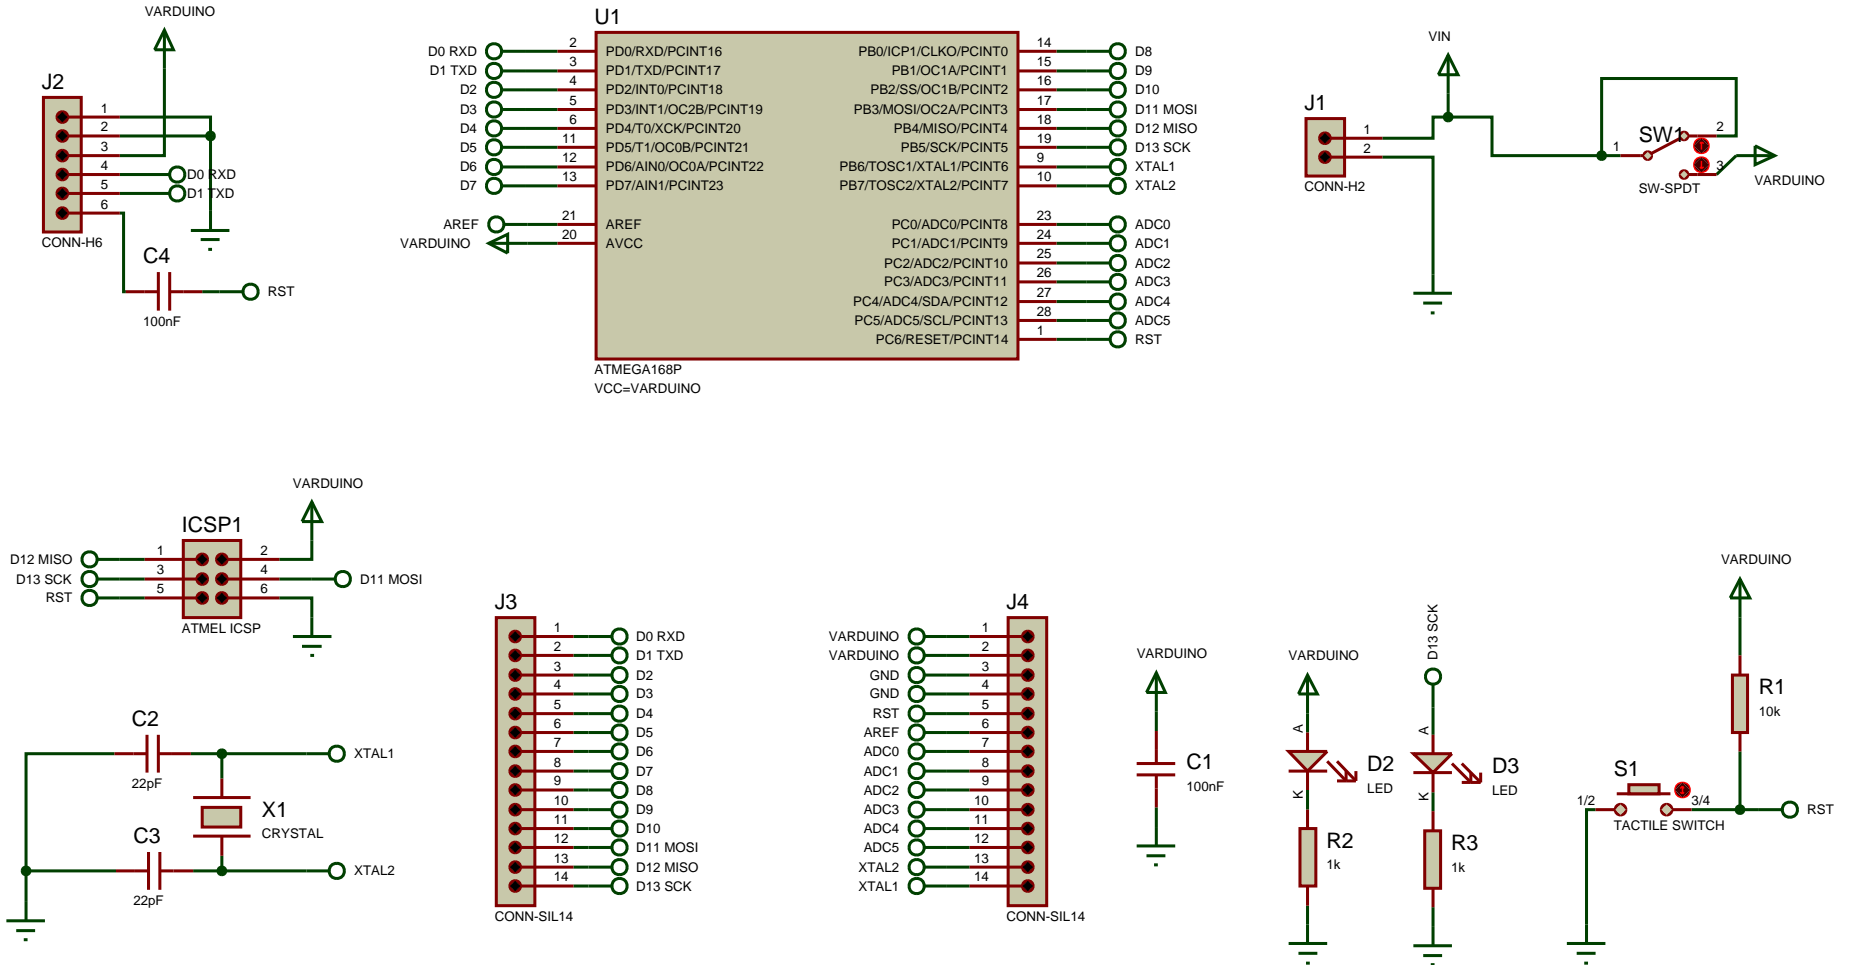 VARDUINO
J2
1
2
3
4
5
6
D0 RXD
D1 TXD
CONN-H6
C4
100nF
RST
U1
D0 RXD 2 PD0/RXD/PCINT16 PB0/ICP1/CLKO/PCINT0 14 D8
D1 TXD 3 PD1/TXD/PCINT17 PB1/OC1A/PCINT1 15 D9
D2 4 PD2/INT0/PCINT18 PB2/SS/OC1B/PCINT2 16 D10
D3 5 PD3/INT1/OC2B/PCINT19 PB3/MOSI/OC2A/PCINT3 17 D11 MOSI
D4 6 PD4/T0/XCK/PCINT20 PB4/MISO/PCINT4 18 D12 MISO
D5 11 PD5/T1/OC0B/PCINT21 PB5/SCK/PCINT5 19 D13 SCK
D6 12 PD6/AIN0/OC0A/PCINT22 PB6/TOSC1/XTAL1/PCINT6 9 XTAL1
D7 13 PD7/AIN1/PCINT23 PB7/TOSC2/XTAL2/PCINT7 10 XTAL2
AREF 21 AREF PC0/ADC0/PCINT8 23 ADC0
VARDUINO 20 AVCC PC1/ADC1/PCINT9 24 ADC1
PC2/ADC2/PCINT10 25 ADC2
PC3/ADC3/PCINT11 26 ADC3
PC4/ADC4/SDA/PCINT12 27 ADC4
PC5/ADC5/SCL/PCINT13 28 ADC5
PC6/RESET/PCINT14 1 RST
ATMEGA168P
VCC=VARDUINO
VIN
J1
1
2
CONN-H2
SW1
1
2
3
SW-SPDT
VARDUINO
VARDUINO
ICSP1
D12 MISO 1 2
D13 SCK 3 4 D11 MOSI
RST 5 6
ATMEL ICSP
C2
22pF
XTAL1
X1
CRYSTAL
C3
22pF
XTAL2
J3
1 D0 RXD
2 D1 TXD
3 D2
4 D3
5 D4
6 D5
7 D6
8 D7
9 D8
10 D9
11 D10
12 D11 MOSI
13 D12 MISO
14 D13 SCK
CONN-SIL14
J4
VARDUINO 1
VARDUINO 2
GND 3
GND 4
RST 5
AREF 6
ADC0 7
ADC1 8
ADC2 9
ADC3 10
ADC4 11
ADC5 12
XTAL2 13
XTAL1 14
CONN-SIL14
VARDUINO
C1
100nF
VARDUINO
A
K
D2
LED
R2
1k
D13 SCK
A
K
D3
LED
R3
1k
VARDUINO
R1
10k
S1
1/2
3/4
TACTILE SWITCH
RST